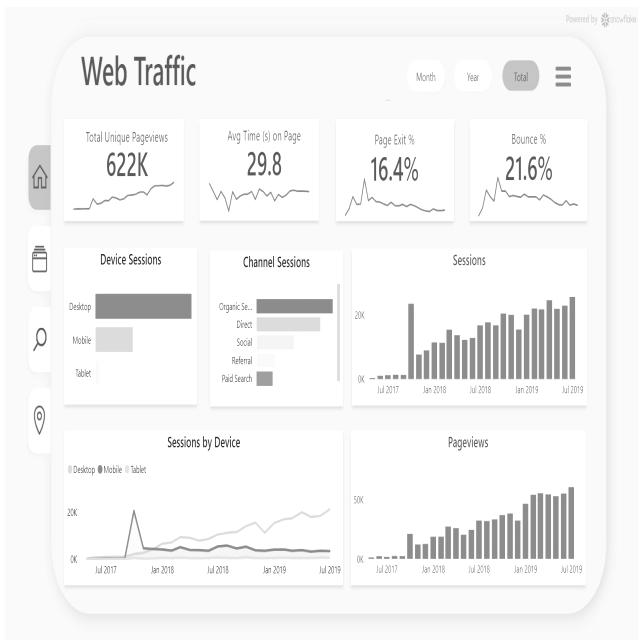 Powered by snowflake
Web Traffic
Month
Year
Total
Total Unique Pageviews
622K
Avg Time (s) on Page
29.8
Page Exit %
16.4%
Bounce %
21.6%
Device Sessions
Desktop
Mobile
Tablet
Channel Sessions
Organic Se...
Direct
Social
Referral
Paid Search
Sessions
20K
0K
Jul 2017 Jan 2018 Jul 2018 Jan 2019 Jul 2019
Sessions by Device
Desktop Mobile Tablet
20K
0K
Jul 2017 Jan 2018 Jul 2018 Jan 2019 Jul 2019
Pageviews
50K
0K
Jul 2017 Jan 2018 Jul 2018 Jan 2019 Jul 2019